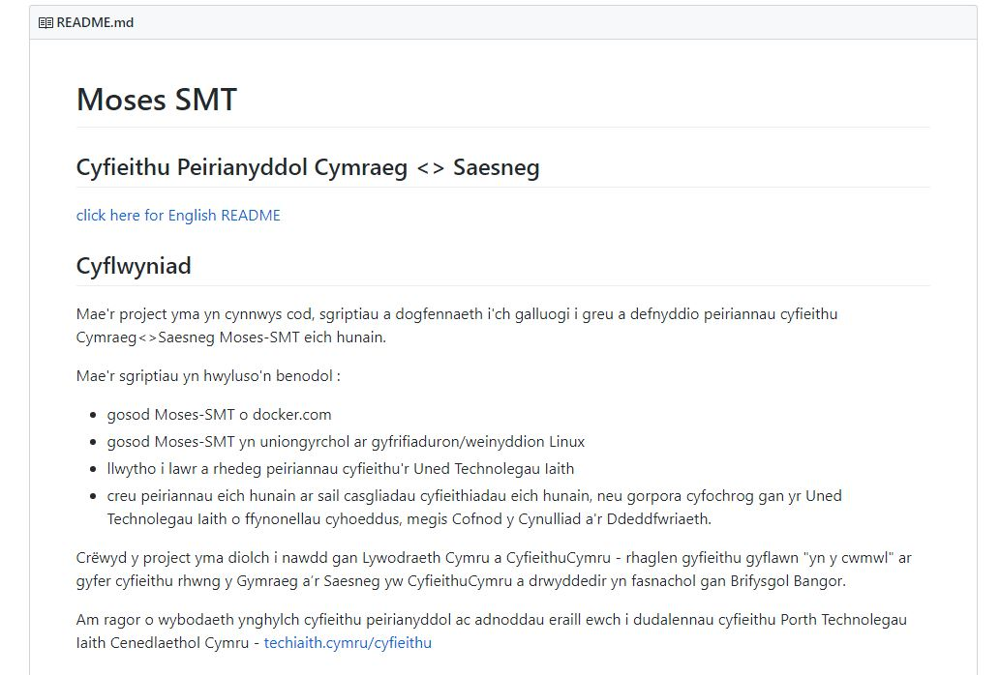 README.md
Moses SMT
Cyfieithu Peirianyddol Cymraeg <> Saesneg
click here for English README
Cyflwyniad
Mae'r project yma yn cynnwys cod, sgriptiau a dogfennaeth i'ch galluogi i greu a defnyddio peiriannau cyfieithu
Cymraeg<>Saesneg Moses-SMT eich hunain.
Mae'r sgriptiau yn hwyluso'n benodol :
• gosod Moses-SMT o docker.com
• gosod Moses-SMT yn uniongyrchol ar gyfrifiaduron/weinyddion Linux
• llwytho i lawr a rhedeg peiriannau cyfieithu'r Uned Technolegau Iaith
• creu peiriannau eich hunain ar sail casgliadau cyfieithiadau eich hunain, neu gorpora cyfochrog gan yr Uned
Technolegau Iaith o ffynonellau cyhoeddus, megis Cofnod y Cynulliad a'r Ddeddfwriaeth.
Crëwyd y project yma diolch i nawdd gan Lywodraeth Cymru a CyfieithuCymru - rhaglen gyfieithu gyflawn "yn y cwmwl" ar
gyfer cyfieithu rhwng y Gymraeg a'r Saesneg yw CyfieithuCymru a drwyddedir yn fasnachol gan Brifysgol Bangor.
Am ragor o wybodaeth ynghylch cyfieithu peirianyddol ac adnoddau eraill ewch i dudalennau cyfieithu Porth Technolegau
Iaith Cenedlaethol Cymru - techiaith.cymru/cyfieithu